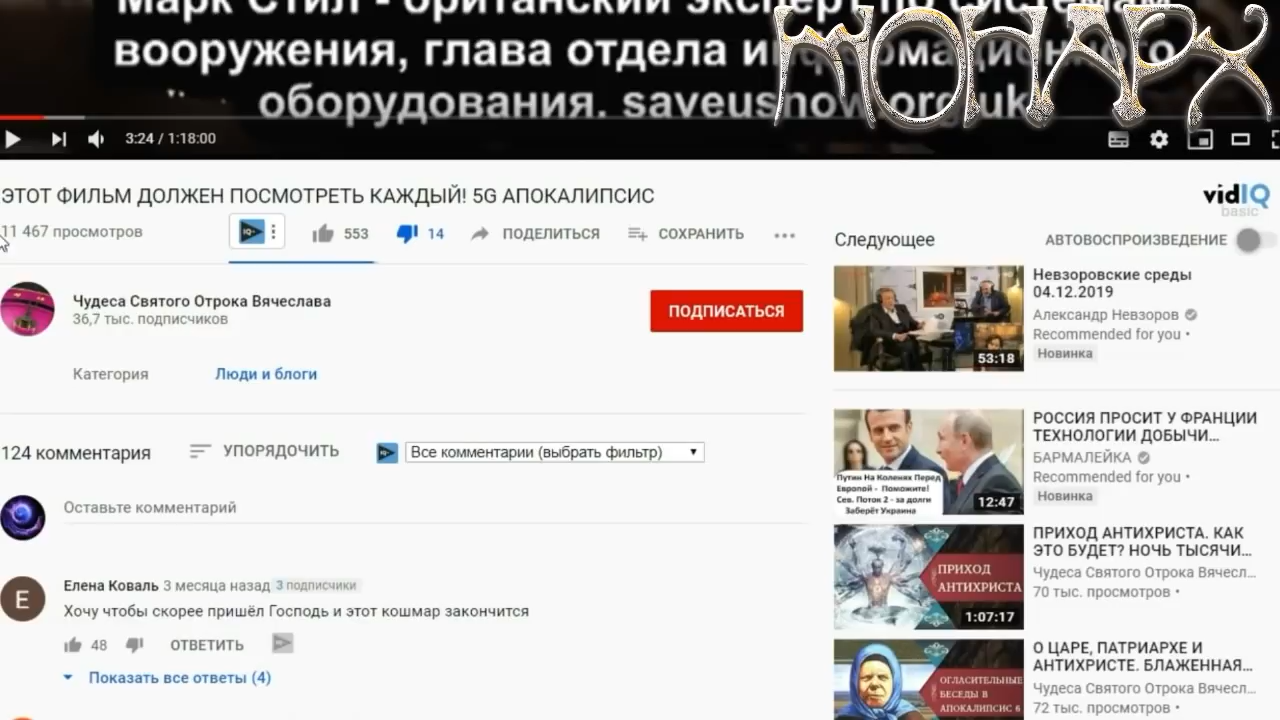 Марк Стил - британский эксперт по системам
МОНАРХ
вооружения, глава отдела информационного
оборудования. saveusnow.org.uk
3:24 / 1:18:00
ЭТОТ ФИЛЬМ ДОЛЖЕН ПОСМОТРЕТЬ КАЖДЫЙ! 5G АПОКАЛИПСИС
vidIQ
basic
11 467 просмотров
IQ
553
14
ПОДЕЛИТЬСЯ
СОХРАНИТЬ
Чудеса Святого Отрока Вячеслава
36,7 тыс. подписчиков
ПОДПИСАТЬСЯ
Категория
Люди и блоги
124 комментария
УПОРЯДОЧИТЬ
Все комментарии (выбрать фильтр)
Оставьте комментарий
E
Елена Коваль 3 месяца назад 3 подписчики
Хочу чтобы скорее пришёл Господь и этот кошмар закончится
48
ОТВЕТИТЬ
Показать все ответы (4)
Следующее
АВТОВОСПРОИЗВЕДЕНИЕ
53:18
Невзоровские среды
04.12.2019
Александр Невзоров
Recommended for you •
Новинка
Путин На Коленях Перед
Европой - Поможите!
Сев. Поток 2 - за долги
Заберёт Украина
12:47
РОССИЯ ПРОСИТ У ФРАНЦИИ
ТЕХНОЛОГИИ ДОБЫЧИ...
БАРМАЛЕЙКА
Recommended for you •
Новинка
ПРИХОД
АНТИХРИСТА
1:07:17
ПРИХОД АНТИХРИСТА. КАК
ЭТО БУДЕТ? НОЧЬ ТЫСЯЧИ...
Чудеса Святого Отрока Вячесл...
70 тыс. просмотров •
ОГЛАСИТЕЛЬНЫЕ
БЕСЕДЫ В
АПОКАЛИПСИС 6
О ЦАРЕ, ПАТРИАРХЕ И
АНТИХРИСТЕ. БЛАЖЕННАЯ...
Чудеса Святого Отрока Вячесл...
72 тыс. просмотров •